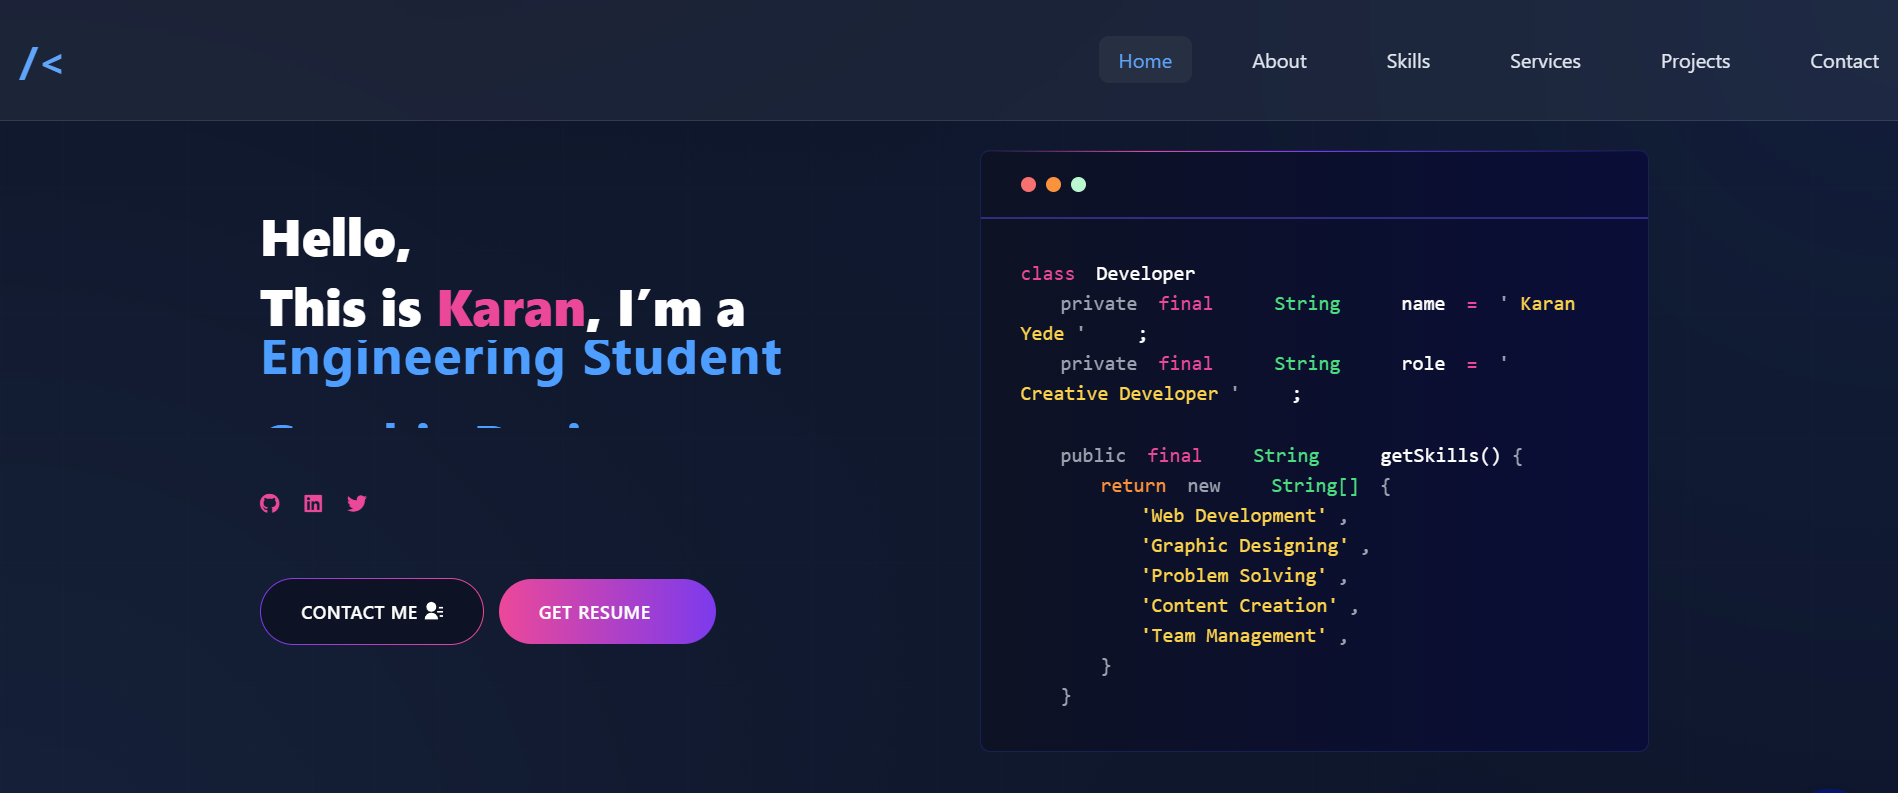 /<
Home About Skills Services Projects Contact
Hello,
This is Karan, I'm a
Engineering Student
CONTACT ME
GET RESUME
class Developer
private final String name = ' Karan
Yede ' ;
private final String role = '
Creative Developer ' ;
public final String getSkills() {
return new String[] {
'Web Development' ,
'Graphic Designing' ,
'Problem Solving' ,
'Content Creation' ,
'Team Management' ,
}
}